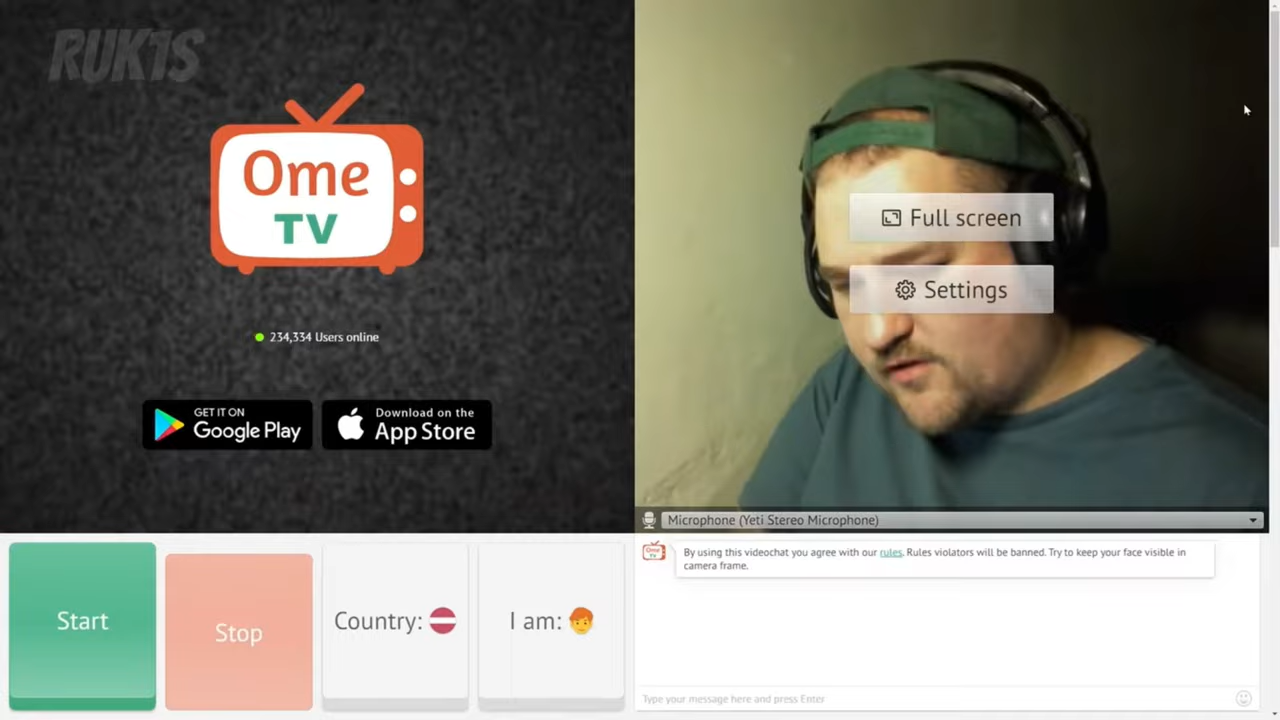 RUK1S
Ome
TV
234,334 Users online
GET IT ON
Google Play
Download on the
App Store
Full screen
Settings
Microphone (Yeti Stereo Microphone)
Start
Stop
Country:
I am:
Ome
TV
By using this videochat you agree with our rules. Rules violators will be banned. Try to keep your face visible in
camera frame.
Type your message here and press Enter